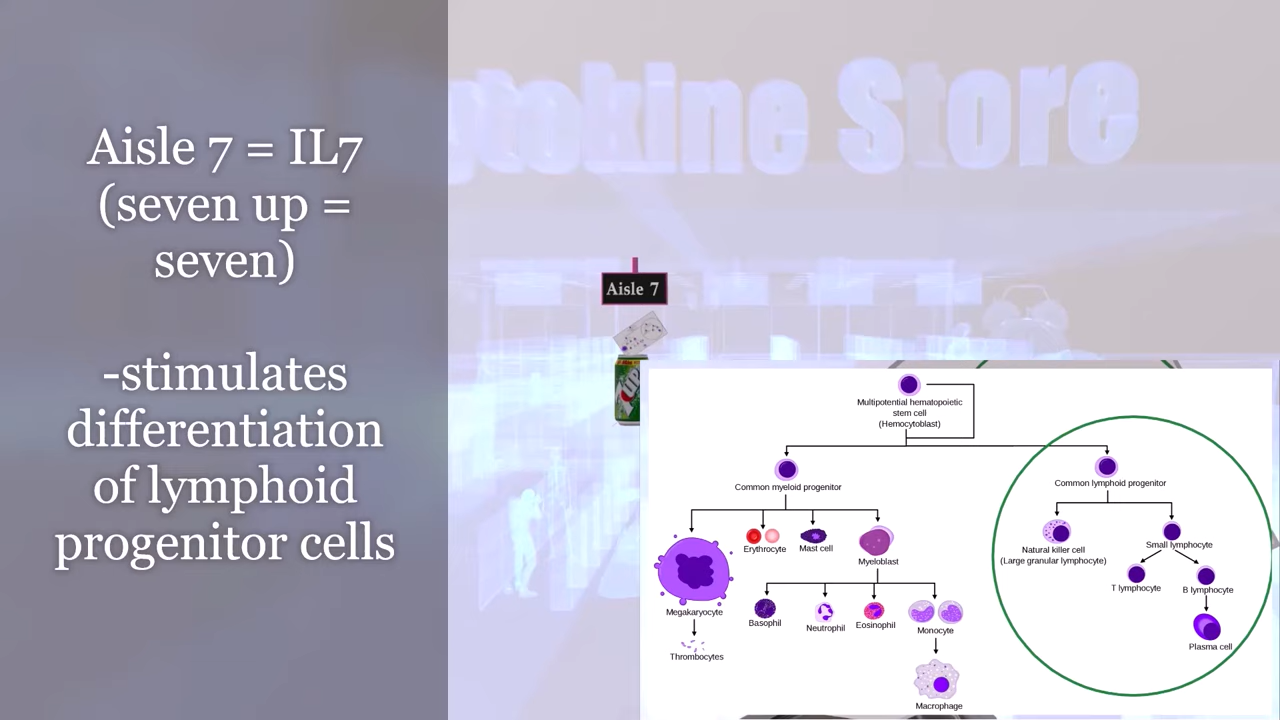 Aisle 7 = IL7
(seven up =
seven)
-stimulates
differentiation
of lymphoid
progenitor cells
Cytokine Store
Aisle 7
UP
Multipotential hematopoietic
stem cell
(Hemocytoblast)
Common myeloid progenitor
Common lymphoid progenitor
Erythrocyte
Mast cell
Myeloblast
Natural killer cell
(Large granular lymphocyte)
Small lymphocyte
T lymphocyte
B lymphocyte
Megakaryocyte
Basophil
Neutrophil
Eosinophil
Monocyte
Plasma cell
Thrombocytes
Macrophage